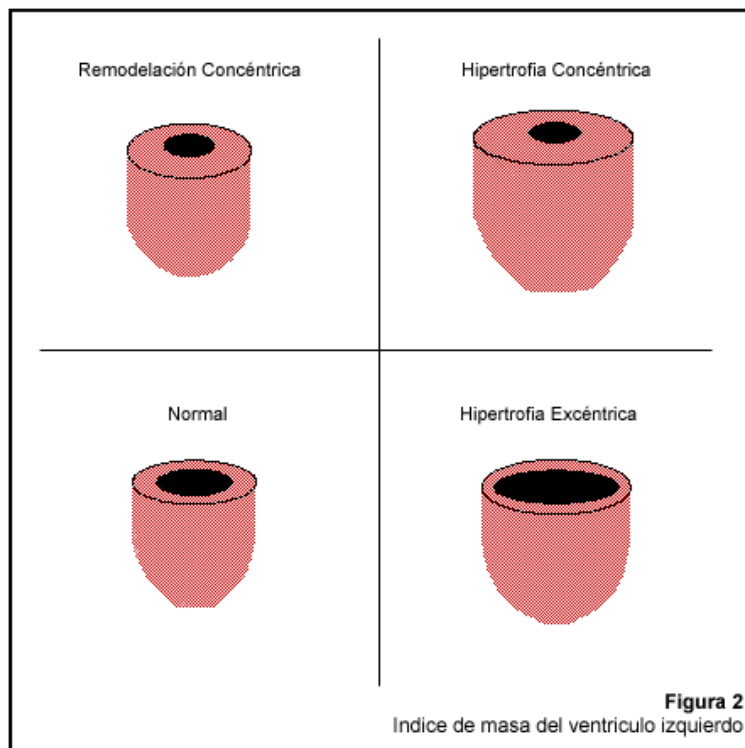 Remodelación Concéntrica
Hipertrofia Concéntrica
Normal
Hipertrofia Excéntrica
Figura 2
Indice de masa del ventriculo izquierdo